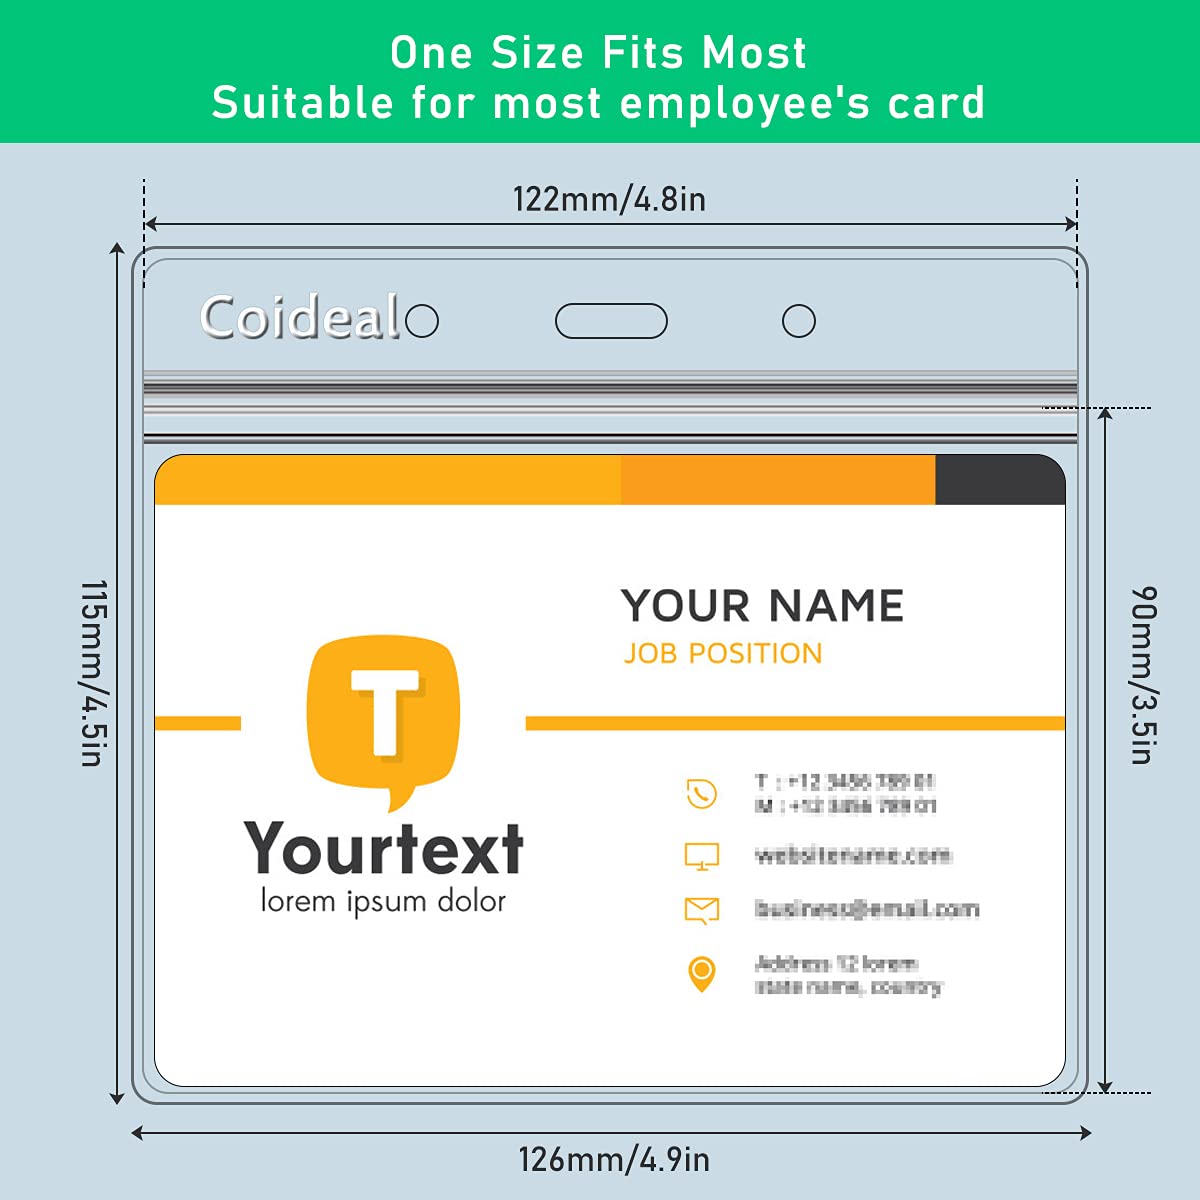 One Size Fits Most
Suitable for most employee's card
122mm/4.8in
Coideal
115mm/4.5in
90mm/3.5in
YOUR NAME
JOB POSITION
T
Yourtext
lorem ipsum dolor
T : +12 3456 789 01
M : +12 3456 789 01
websitename.com
business@email.com
Address 12 lorem
state name, country
126mm/4.9in